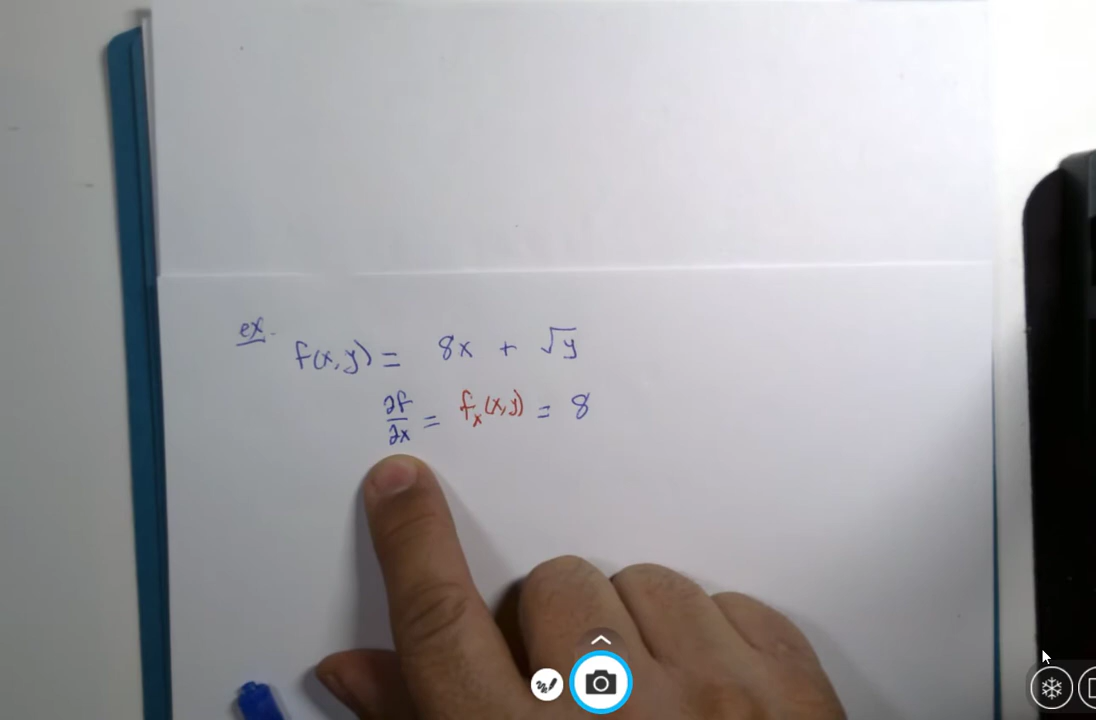 ex.
f(x,y) = 8x + √y
∂f/∂x = fₓ(x,y) = 8